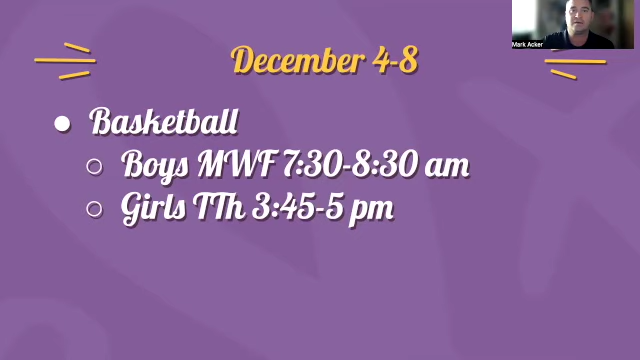 Mark Acker
December 4-8
Basketball
Boys MWF 7:30-8:30 am
Girls TTh 3:45-5 pm